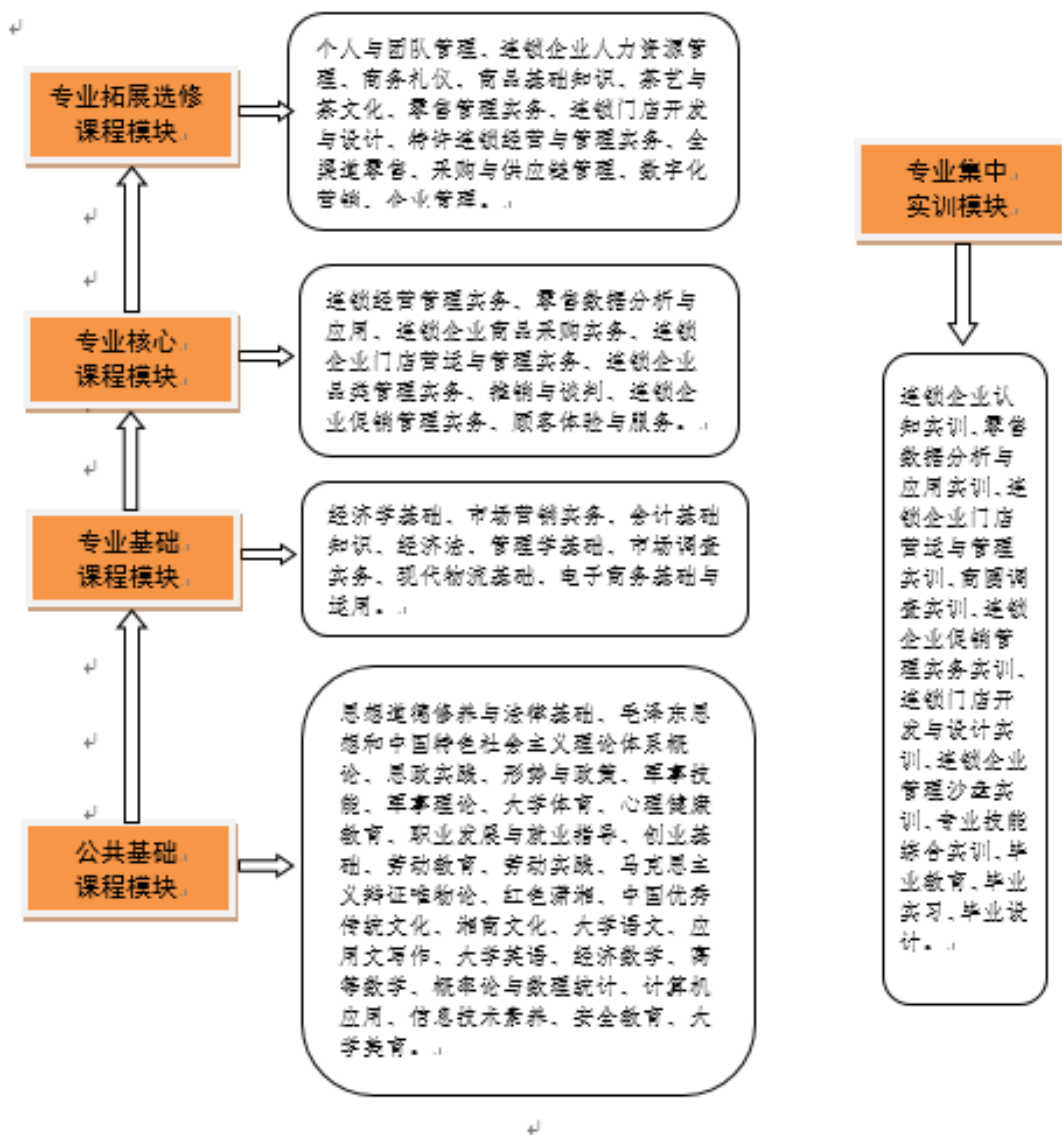 专业拓展选修
课程模块
个人与团队管理、连锁企业人力资源管
理、商务礼仪、商品基础知识、茶艺与
茶文化、零售管理实务、连锁门店开发
与设计、特许连锁经营与管理实务、全
渠道零售、采购与供应链管理、数字化
营销、企业管理。
专业核心
课程模块
连锁经营管理实务、零售数据分析与
应用、连锁企业商品采购实务、连锁
企业门店营运与管理实务、连锁企业
品类管理实务、推销与谈判、连锁企
业促销管理实务、顾客体验与服务。
专业基础
课程模块
经济学基础、市场营销实务、会计基础
知识、经济法、管理学基础、市场调查
实务、现代物流基础、电子商务基础与
运用。
公共基础
课程模块
思想道德修养与法律基础、毛泽东思
想和中国特色社会主义理论体系概
论、思政实践、形势与政策、军事技
能、军事理论、大学体育、心理健康
教育、职业发展与就业指导、创业基
础、劳动教育、劳动实践、马克思主
义辩证唯物论、红色潇湘、中国优秀
传统文化、湘商文化、大学语文、应
用文写作、大学英语、经济数学、高
等数学、概率论与数理统计、计算机
应用、信息技术素养、安全教育、大
学美育。
专业集中
实训模块
连锁企业认
知实训、零售
数据分析与
应用实训、连
锁企业门店
营运与管理
实训、商圈调
查实训、连锁
企业促销管
理实务实训、
连锁门店开
发与设计实
训、连锁企业
管理沙盘实
训、专业技能
综合实训、毕
业教育、毕业
实习、毕业设
计。